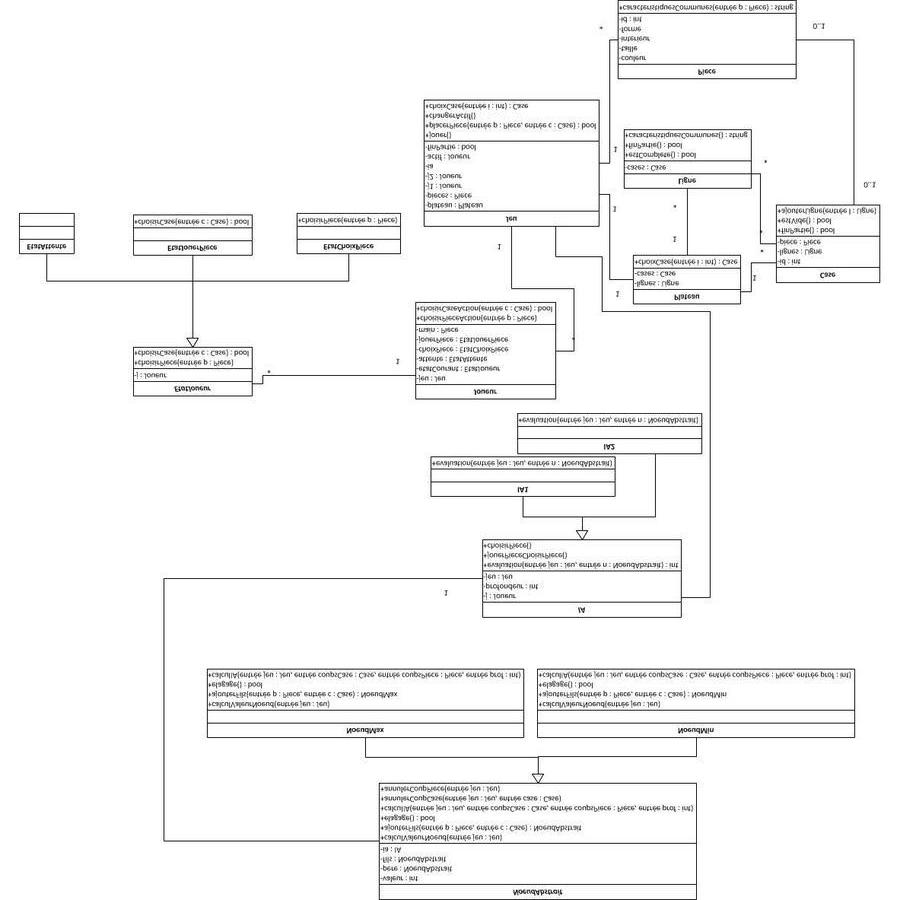 NoeudAbstrait
-valeur : int
-pere : NoeudAbstrait
-fils : NoeudAbstrait
-ia : IA
+calculValeurNoeud(entrée jeu : Jeu)
+ajouterFils(entrée p : Piece, entrée c : Case) : NoeudAbstrait
+elagage() : bool
+calculIA(entrée jeu : Jeu, entrée coupsCase : Case, entrée coupsPiece : Piece, entrée prof : int)
+annulerCoupCase(entrée jeu : Jeu, entrée case : Case)
+annulerCoupPiece(entrée jeu : Jeu)
NoeudMax
+calculValeurNoeud(entrée jeu : Jeu)
+ajouterFils(entrée p : Piece, entrée c : Case) : NoeudMax
+elagage() : bool
+calculIA(entrée jeu : Jeu, entrée coupsCase : Case, entrée coupsPiece : Piece, entrée prof : int)
NoeudMin
+calculValeurNoeud(entrée jeu : Jeu)
+ajouterFils(entrée p : Piece, entrée c : Case) : NoeudMin
+elagage() : bool
+calculIA(entrée jeu : Jeu, entrée coupsCase : Case, entrée coupsPiece : Piece, entrée prof : int)
IA
-j : Joueur
-profondeur : int
-jeu : Jeu
+evaluation(entrée jeu : Jeu, entrée n : NoeudAbstrait) : int
+jouerPieceChoisirPiece()
+choisirPiece()
1
IA1
+evaluation(entrée jeu : Jeu, entrée n : NoeudAbstrait)
IA2
+evaluation(entrée jeu : Jeu, entrée n : NoeudAbstrait)
EtatJoueur
-j : Joueur
+choisirPiece(entrée p : Piece)
+choisirCase(entrée c : Case) : bool
*
1
Joueur
-jeu : Jeu
-etatCourant : EtatJoueur
-attente : EtatAttente
-choixPiece : EtatChoixPiece
-jouerPiece : EtatJouerPiece
-main : Piece
+choisirPieceAction(entrée p : Piece)
+choisirCaseAction(entrée c : Case) : bool
*
EtatAttente
EtatJouerPiece
+choisirCase(entrée c : Case) : bool
EtatChoixPiece
+choisirPiece(entrée p : Piece)
1
1
Plateau
-lignes : Ligne
-cases : Case
+choixCase(entrée i : int) : Case
1
1
*
Case
-id : int
-lignes : Ligne
-piece : Piece
+finPartie() : bool
+estVide() : bool
+ajouterLigne(entrée l : Ligne)
*
*
0..1
Jeu
-plateau : Plateau
-pieces : Piece
-j1 : Joueur
-j2 : Joueur
-ia
-actif : Joueur
-finPartie : bool
+jouer()
+placerPiece(entrée p : Piece, entrée c : Case) : bool
+changerActif()
+choixCase(entrée i : int) : Case
1
1
*
Ligne
-cases : Case
+estComplete() : bool
+finPartie() : bool
+caracteristiquesCommunes() : string
*
Piece
-couleur
-taille
-interieur
-forme
-id : int
+caracteristiquesCommunes(entrée p : Piece) : string
0..1